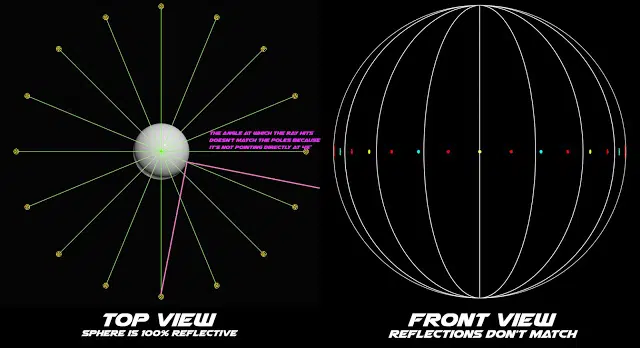 THE ANGLE AT WHICH THE RAY HITS
DOESN'T MATCH THE POLES BECAUSE
IT'S NOT POINTING DIRECTLY AT
TOP VIEW
SPHERE IS 100% REFLECTIVE
FRONT VIEW
REFLECTIONS DON'T MATCH